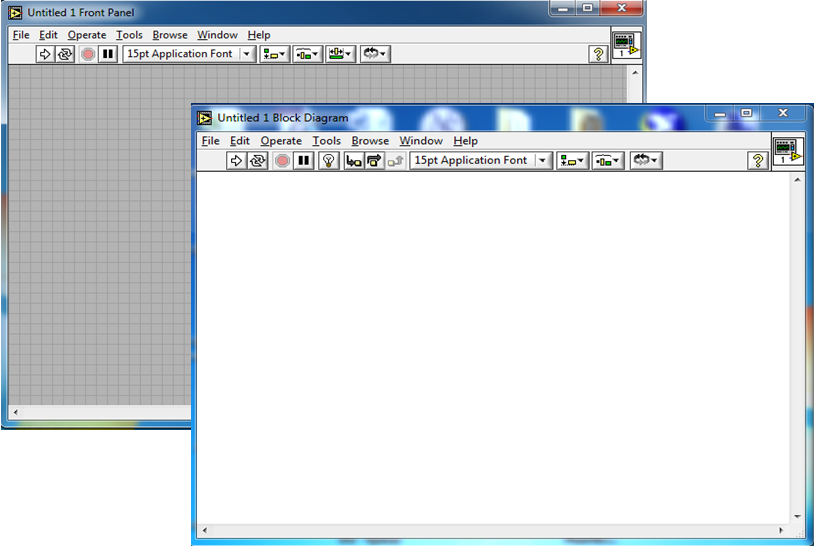 Untitled 1 Front Panel
File Edit Operate Tools Browse Window Help
15pt Application Font
?
1
Untitled 1 Block Diagram
File Edit Operate Tools Browse Window Help
15pt Application Font
?
1